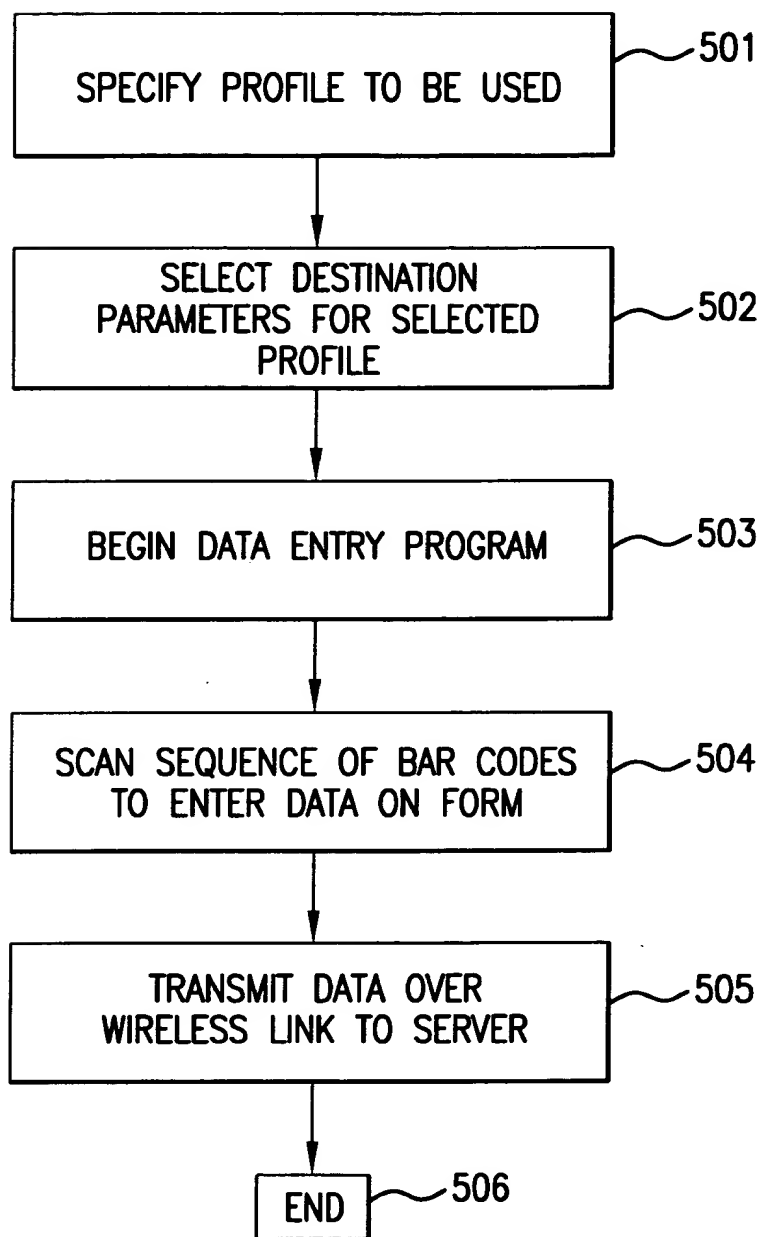 SPECIFY PROFILE TO BE USED
501
SELECT DESTINATION
PARAMETERS FOR SELECTED
PROFILE
502
BEGIN DATA ENTRY PROGRAM
503
SCAN SEQUENCE OF BAR CODES
TO ENTER DATA ON FORM
504
TRANSMIT DATA OVER
WIRELESS LINK TO SERVER
505
END
506